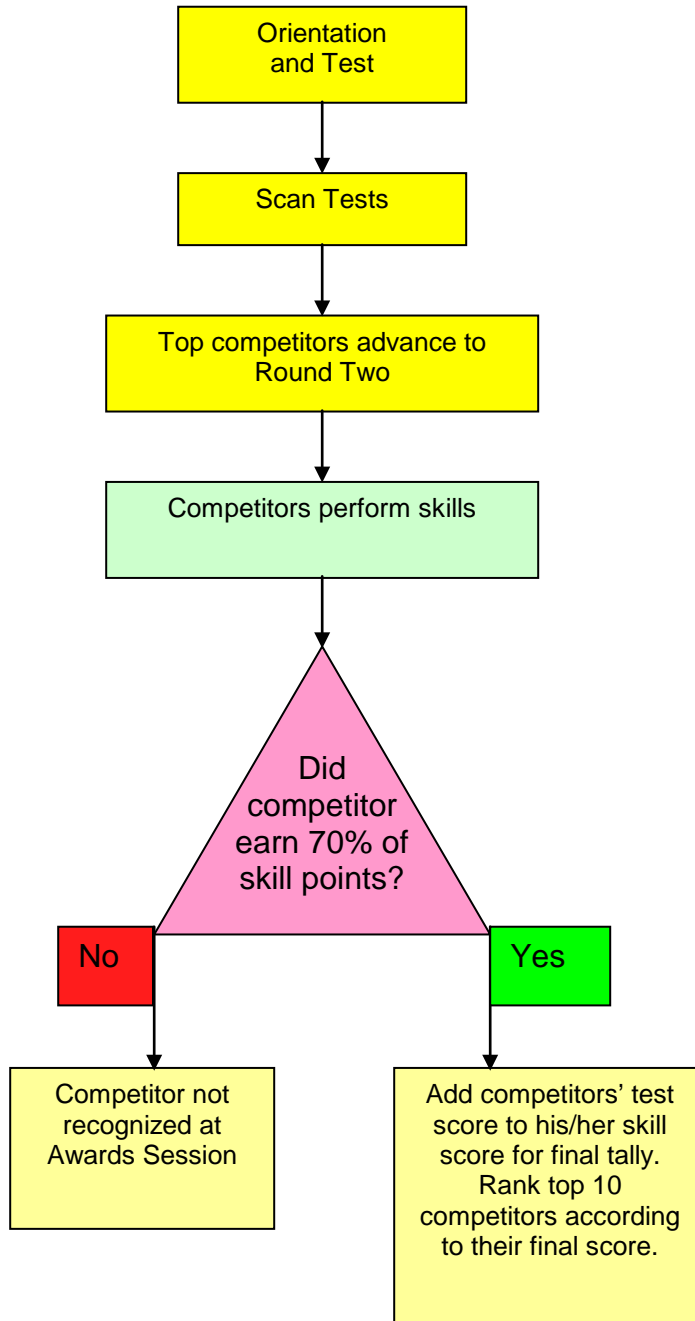 Orientation
and Test
Scan Tests
Top competitors advance to
Round Two
Competitors perform skills
Did
competitor
earn 70% of
skill points?
No
Yes
Competitor not
recognized at
Awards Session
Add competitors’ test
score to his/her skill
score for final tally.
Rank top 10
competitors according
to their final score.